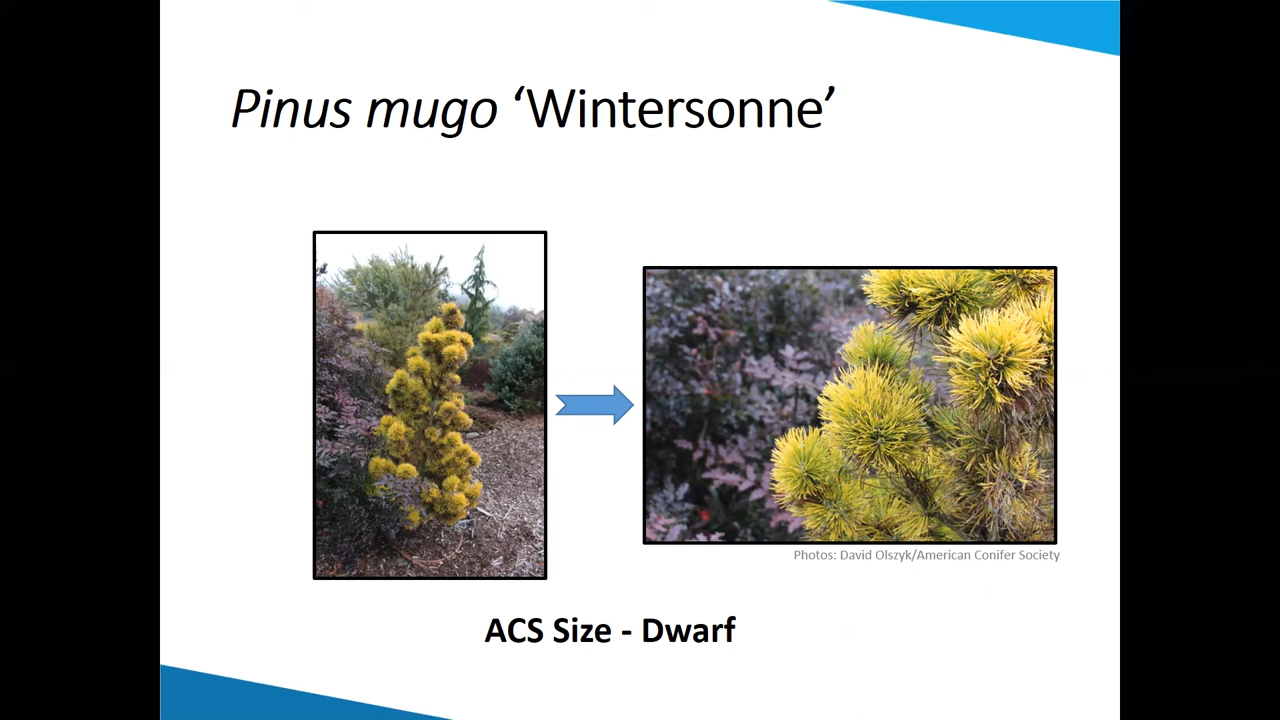 Pinus mugo ‘Wintersonne’
Photos: David Olszyk/American Conifer Society
ACS Size - Dwarf